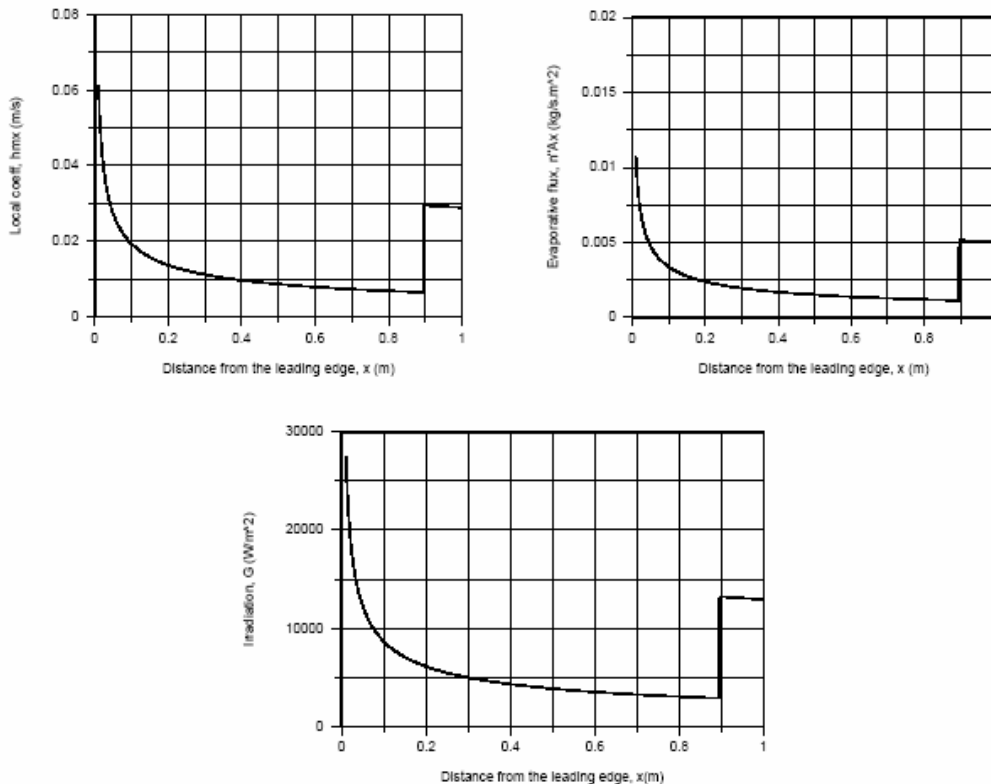 0.08
0.06
0.04
0.02
0
Local coeff, hmx (m/s)
0 0.2 0.4 0.6 0.8 1
Distance from the leading edge, x (m)
0.02
0.015
0.01
0.005
0
Evaporative flux, n"Ax (kg/s.m^2)
0 0.2 0.4 0.6 0.8
Distance from the leading edge, x (m)
30000
20000
10000
0
Irradiation, G (W/m^2)
0 0.2 0.4 0.6 0.8 1
Distance from the leading edge, x(m)